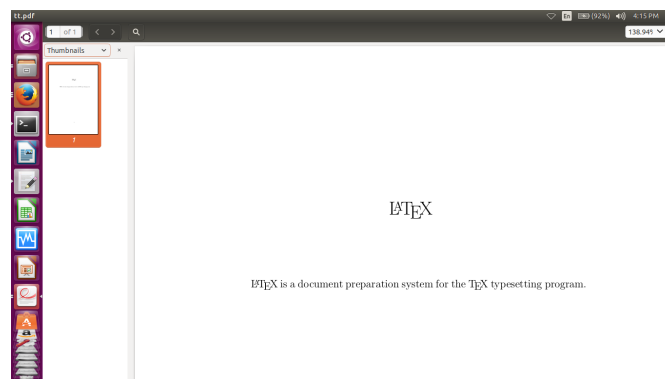 tt.pdf
En (92%) 4:15 PM
1 of 1 138.94%
Thumbnails
1
LATEX
LATEX is a document preparation system for the TEX typesetting program.